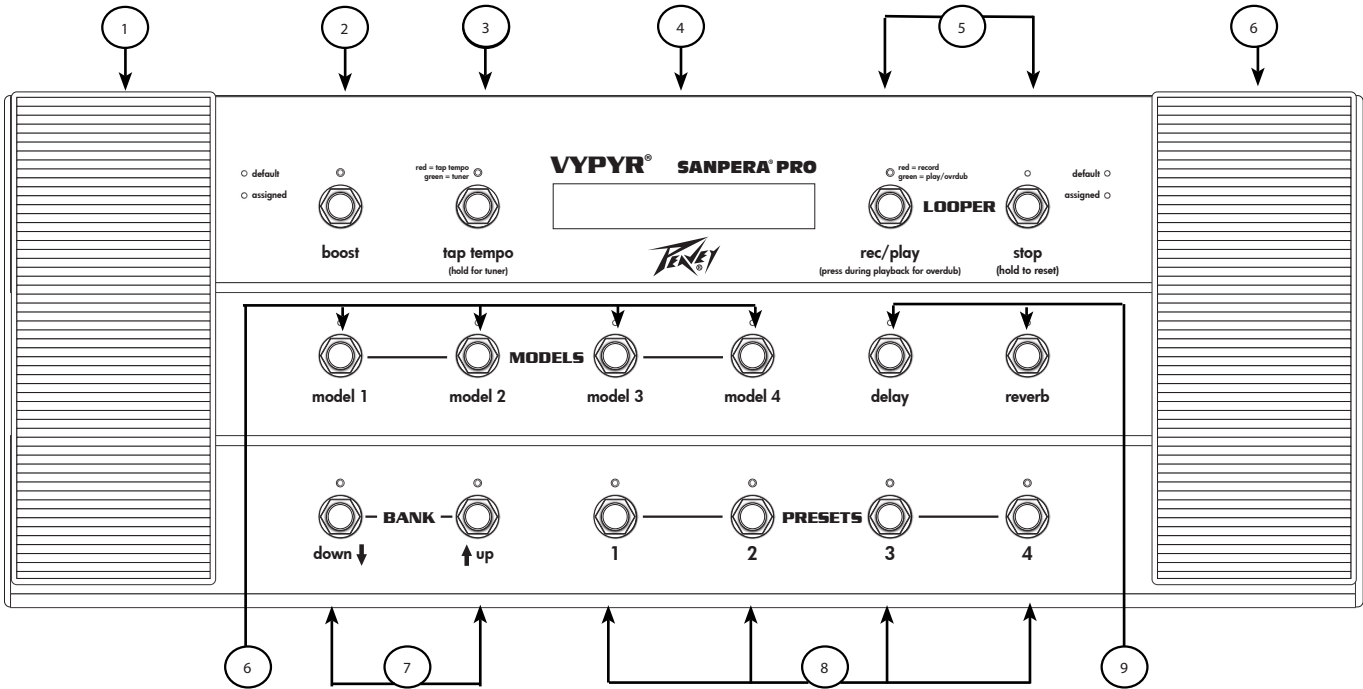 1
2
3
4
5
6
VYPYR® SANPERA® PRO
default
assigned
red = tap tempo
green = tuner
red = record
green = play/ovrdub
LOOPER
default
assigned
boost
tap tempo
(hold for tuner)
PEAVEY®
rec/play
(press during playback for overdub)
stop
(hold to reset)
MODELS
model 1
model 2
model 3
model 4
delay
reverb
BANK
PRESETS
down ↓
↑ up
1
2
3
4
6
7
8
9